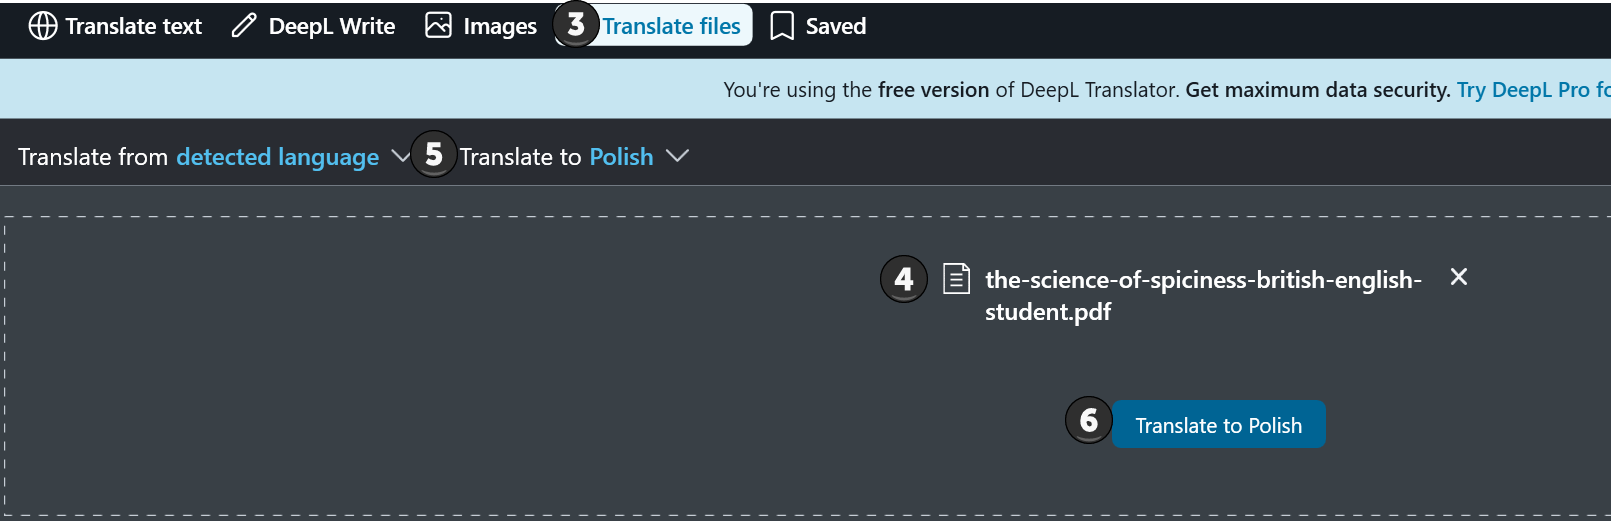 Translate text DeepL Write Images 3 Translate files Saved
You're using the free version of DeepL Translator. Get maximum data security. Try DeepL Pro
Translate from detected language 5 Translate to Polish
4 the-science-of-spiciness-british-english-
student.pdf
6 Translate to Polish